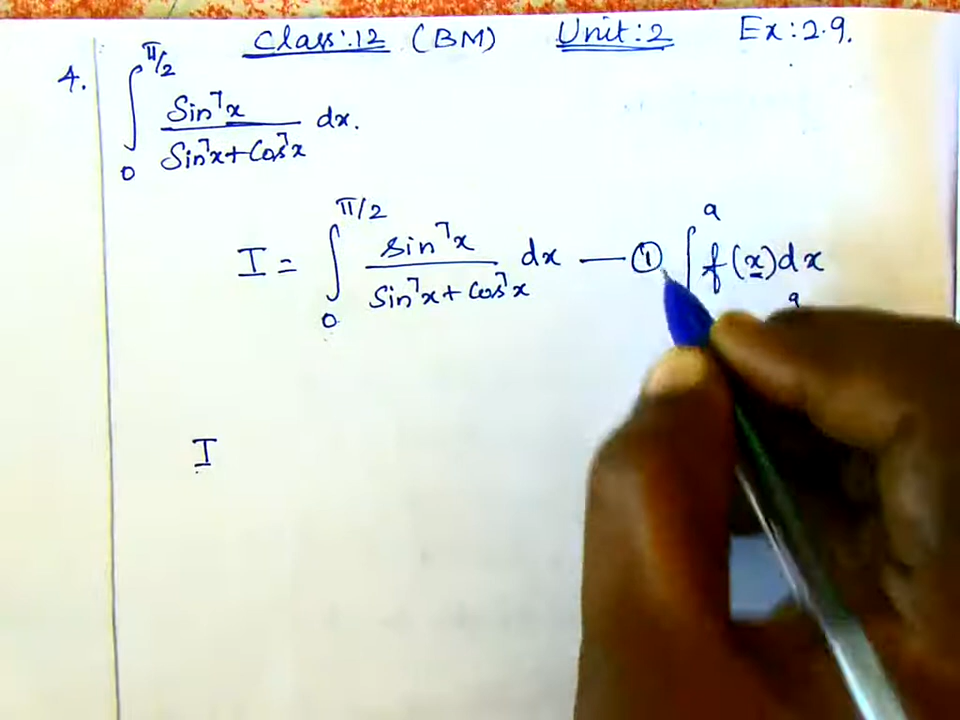 Class:12 (BM) Unit:2 Ex:2.9.
4. ∫₀^(π/2) Sin⁷x / (Sin⁷x + Cos⁷x) dx.
I = ∫₀^(π/2) sin⁷x / (Sin⁷x + Cos⁷x) dx — ① ∫^a f(x)dx
a
I